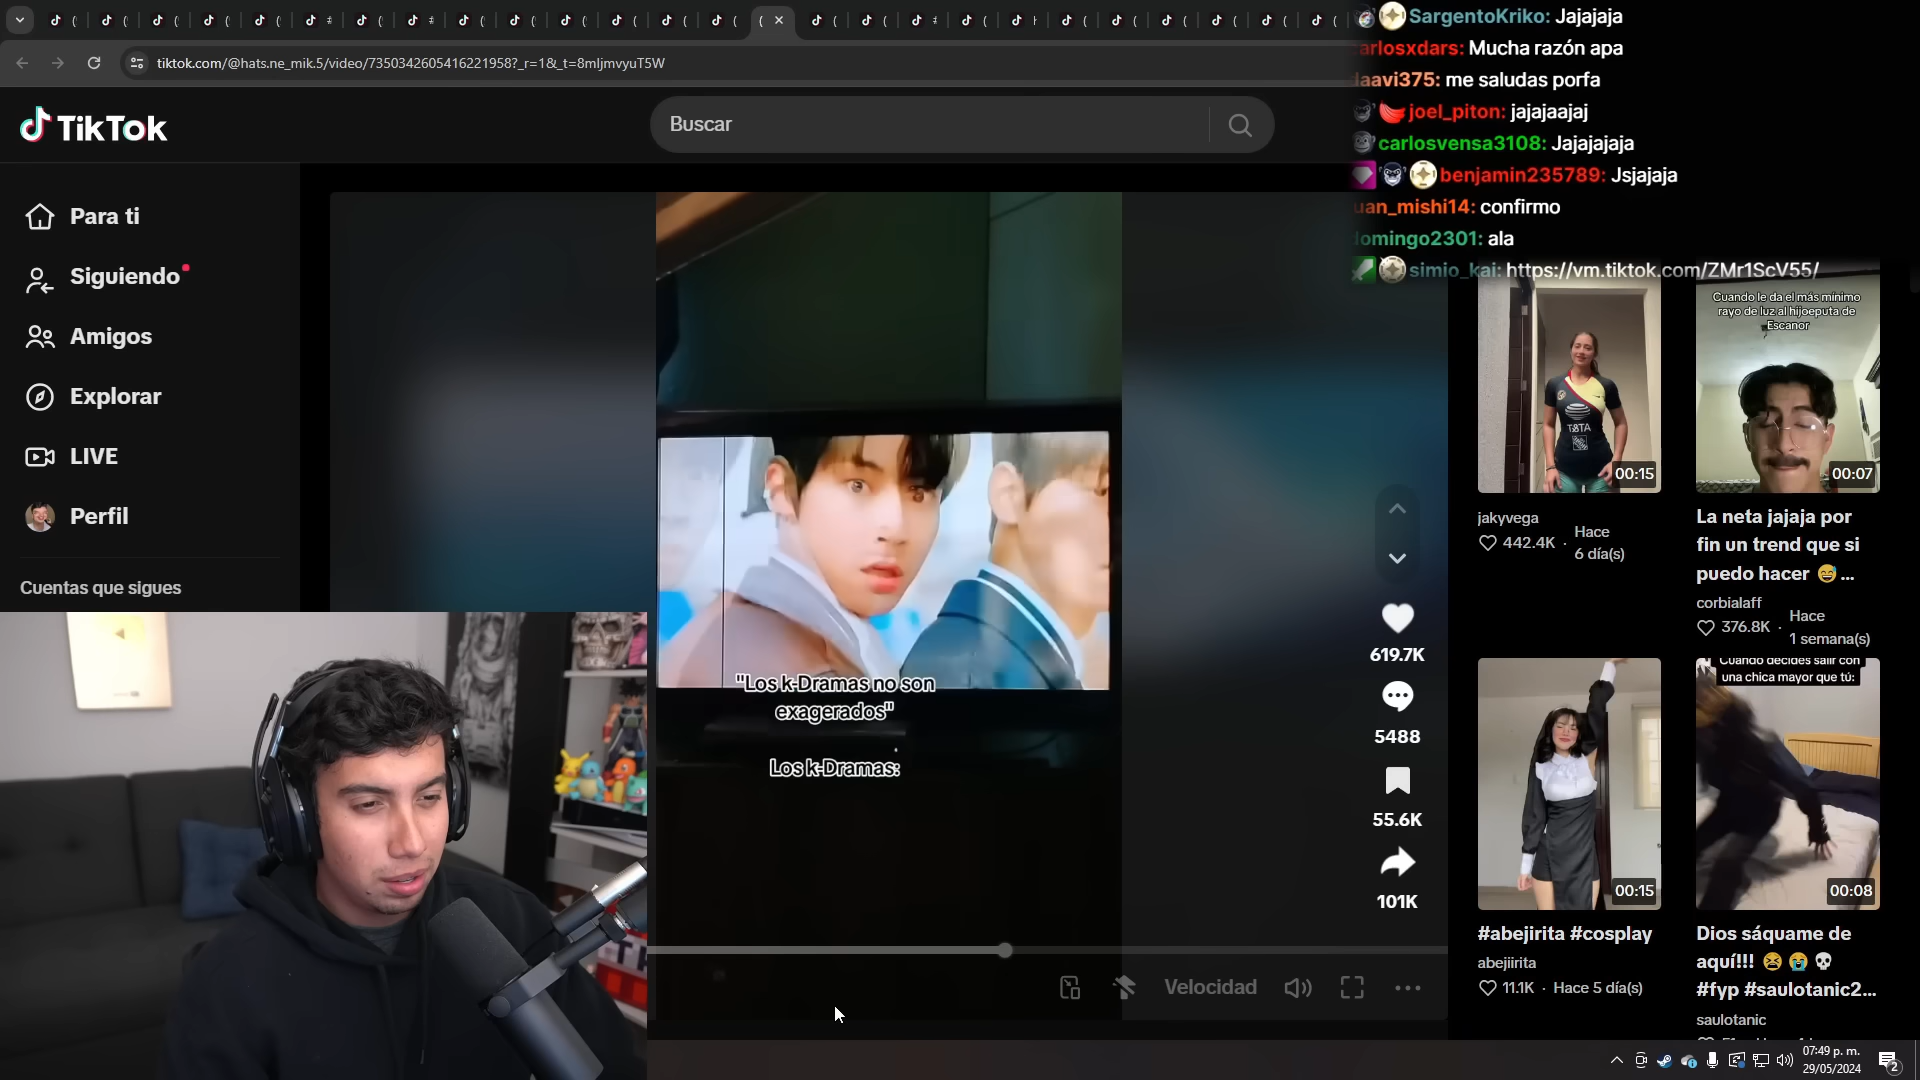 tiktok.com/@hats.ne_mik.5/video/7350342605416221958?_r=1&_t=8mljmvyuT5W
TikTok
Buscar
Para ti
Siguiendo
Amigos
Explorar
LIVE
Perfil
Cuentas que sigues
SargentoKriko: Jajajaja
carlosxdars: Mucha razón apa
daavi375: me saludas porfa
joel_piton: jajajaajaj
carlosvensa3108: Jajajajaja
benjamin235789: Jsjajaja
uan_mishi14: confirmo
domingo2301: ala
simio_kai: https://vm.tiktok.com/ZMr1ScV55/
"Los k-Dramas no son
exagerados"
Los k-Dramas:
619.7K
5488
55.6K
101K
Velocidad
T&TA
00:15
jakyvega
442.4K · Hace
6 día(s)
Cuando le da el más mínimo
rayo de luz al hijoeputa de
Escanor
00:07
La neta jajaja por
fin un trend que si
puedo hacer 😅...
corbialaff
376.8K · Hace
1 semana(s)
00:15
#abejirita #cosplay
abejiirita
11.1K · Hace 5 día(s)
Cuando decides salir con
una chica mayor que tú:
00:08
Dios sáquame de
aquí!!! 😫😭💀
#fyp #saulotanic2...
saulotanic
07:49 p. m.
29/05/2024
2